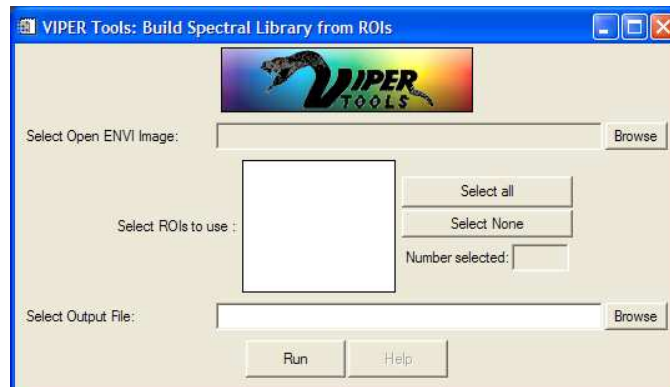 VIPER Tools: Build Spectral Library from ROIs
VIPER
TOOLS
Select Open ENVI Image:
Browse
Select all
Select ROIs to use :
Select None
Number selected:
Select Output File:
Browse
Run
Help